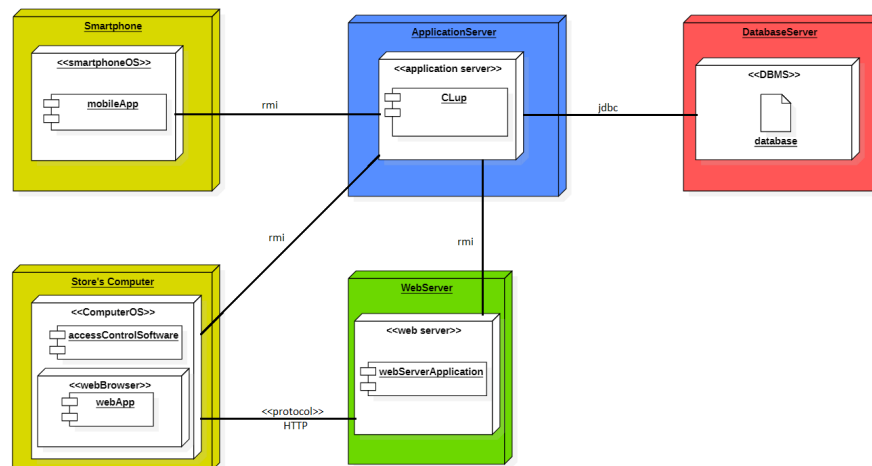 Smartphone
<<smartphoneOS>>
mobileApp
rmi
ApplicationServer
<<application server>>
CLup
jdbc
DatabaseServer
<<DBMS>>
database
rmi
rmi
Store's Computer
<<ComputerOS>>
accessControlSoftware
<<webBrowser>>
webApp
<<protocol>>
HTTP
WebServer
<<web server>>
webServerApplication